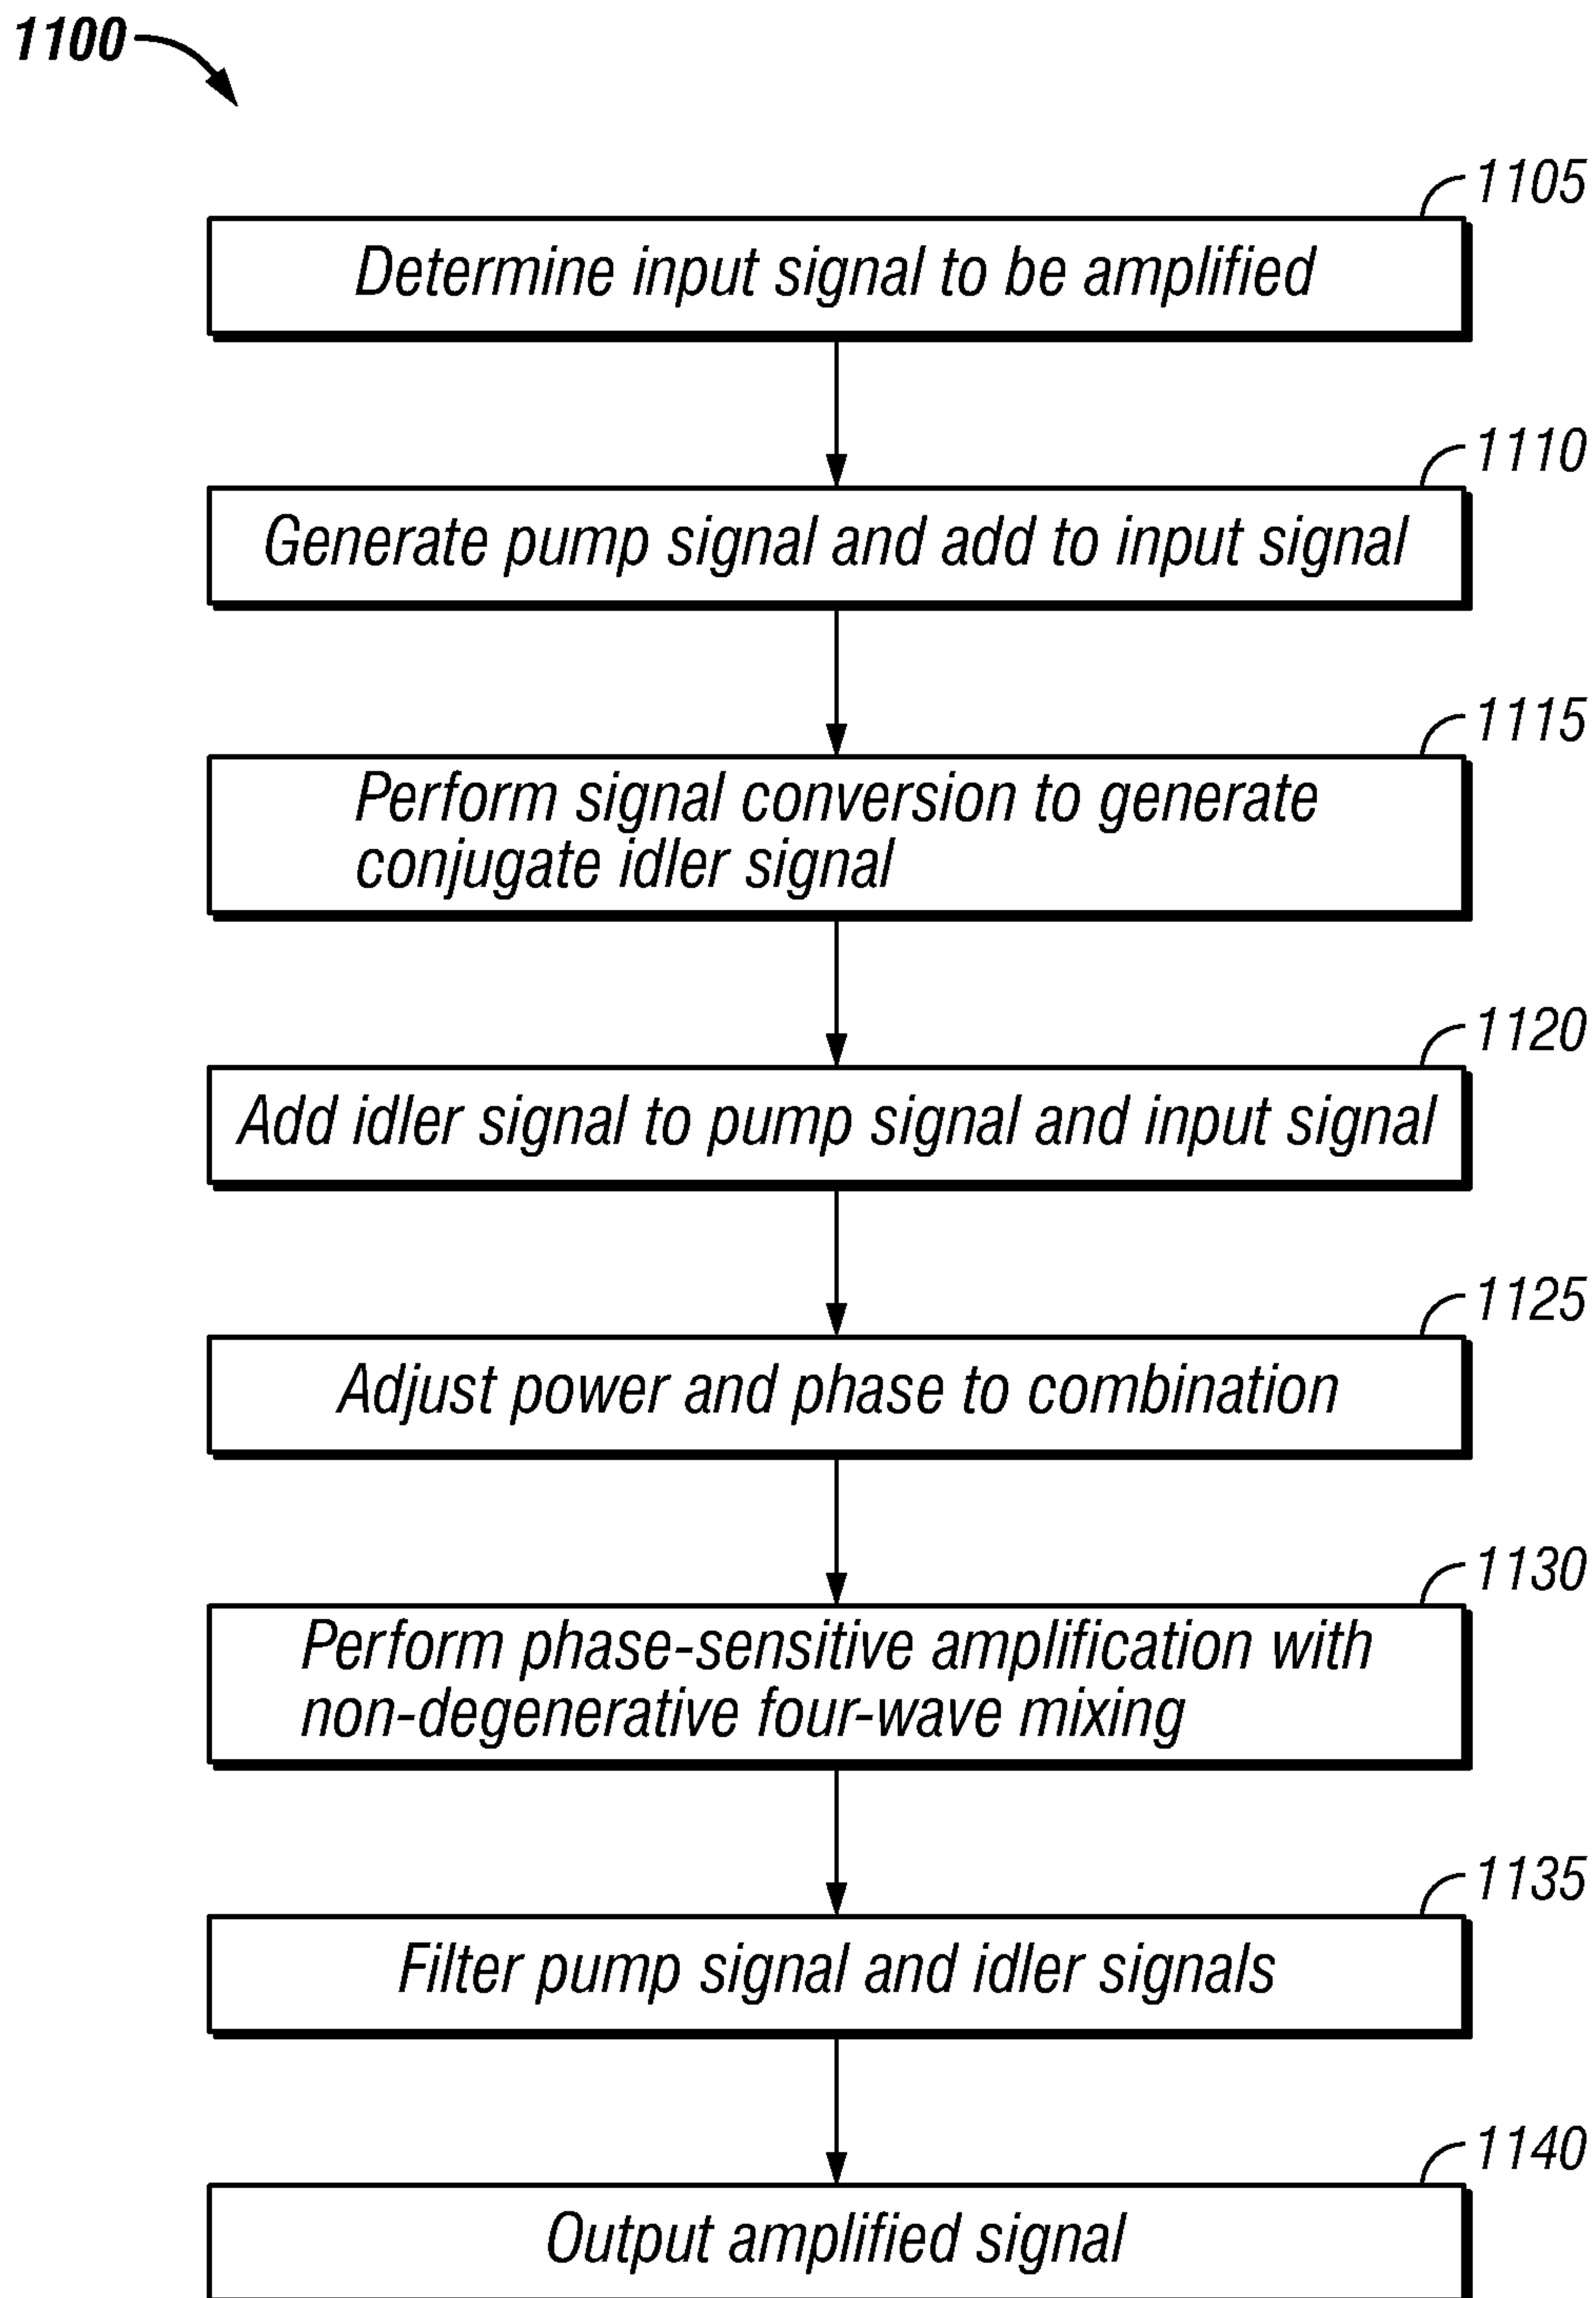 1100
1105
Determine input signal to be amplified
1110
Generate pump signal and add to input signal
1115
Perform signal conversion to generate
conjugate idler signal
1120
Add idler signal to pump signal and input signal
1125
Adjust power and phase to combination
1130
Perform phase-sensitive amplification with
non-degenerative four-wave mixing
1135
Filter pump signal and idler signals
1140
Output amplified signal